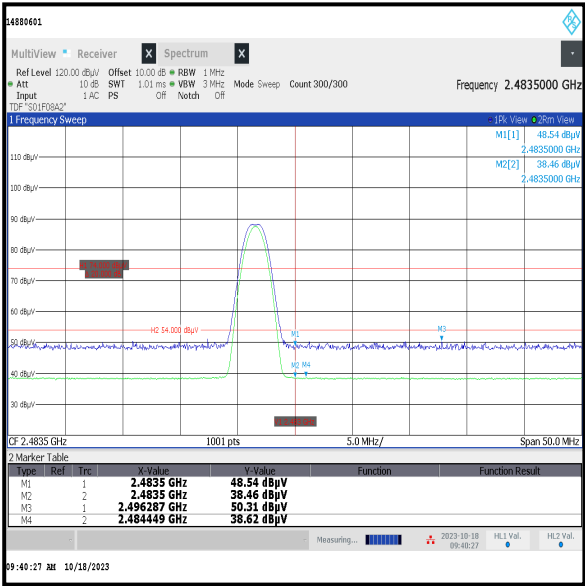 14880601
MultiView Receiver X Spectrum X
Ref Level 120.00 dBµV Offset 10.00 dB RBW 1 MHz
Att 10 dB SWT 1.01 ms VBW 3 MHz Mode Sweep Count 300/300 Frequency 2.4835000 GHz
Input 1 AC PS Off Notch Off
TDF "S01F08A2"
1 Frequency Sweep 1Pk View 2Rm View
M1[1] 48.54 dBµV
2.4835000 GHz
M2[2] 38.46 dBµV
2.4835000 GHz
110 dBµV
100 dBµV
90 dBµV
80 dBµV
70 dBµV
60 dBµV
H2 54.000 dBµV
M3
M1
50 dBµV
M2 M4
40 dBµV
30 dBµV
CF 2.4835 GHz 1001 pts 5.0 MHz/ Span 50.0 MHz
2 Marker Table
Type Ref Trc X-Value Y-Value Function Function Result
M1 1 2.4835 GHz 48.54 dBµV
M2 2 2.4835 GHz 38.46 dBµV
M3 1 2.496287 GHz 50.31 dBµV
M4 2 2.484449 GHz 38.62 dBµV
Measuring... 2023-10-18 09:40:27 HL1 Val. HL2 Val.
09:40:27 AM 10/18/2023